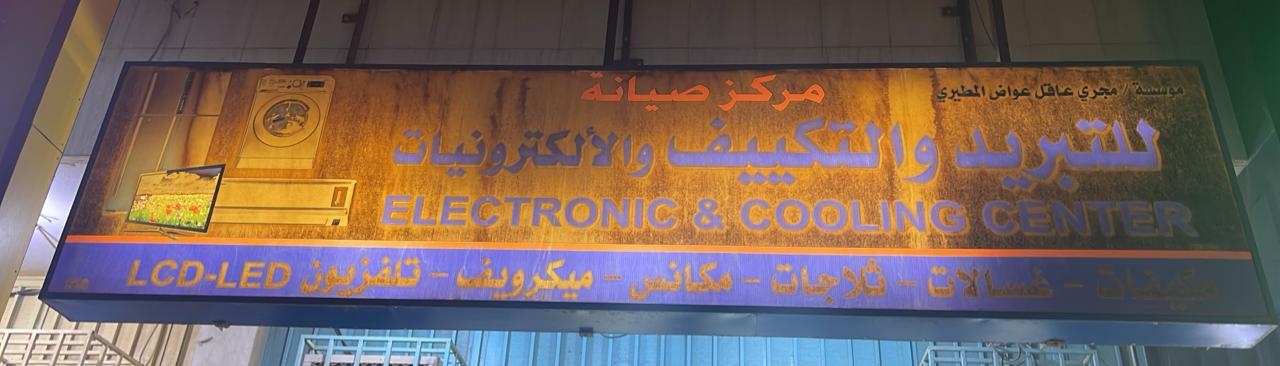 مؤسسة / مجري عاقل عواض المطيري
مركز صيانة
للتبريد والتكييف والألكترونيات
ELECTRONIC & COOLING CENTER
مكيفات - غسالات - ثلاجات - مكانس - ميكرويف - تلفزيون LCD-LED